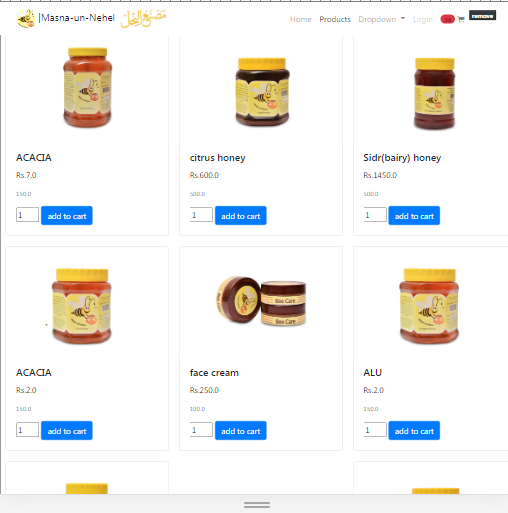 |Masna-un-Nehel مصنع النحل
Home Products Dropdown Login remove
ACACIA
Rs.7.0
150.0
1 add to cart
citrus honey
Rs.600.0
500.0
1 add to cart
Sidr(bairy) honey
Rs.1450.0
500.0
1 add to cart
ACACIA
Rs.2.0
150.0
1 add to cart
Bee Care
Bee Care
face cream
Rs.250.0
100.0
1 add to cart
ALU
Rs.2.0
150.0
1 add to cart